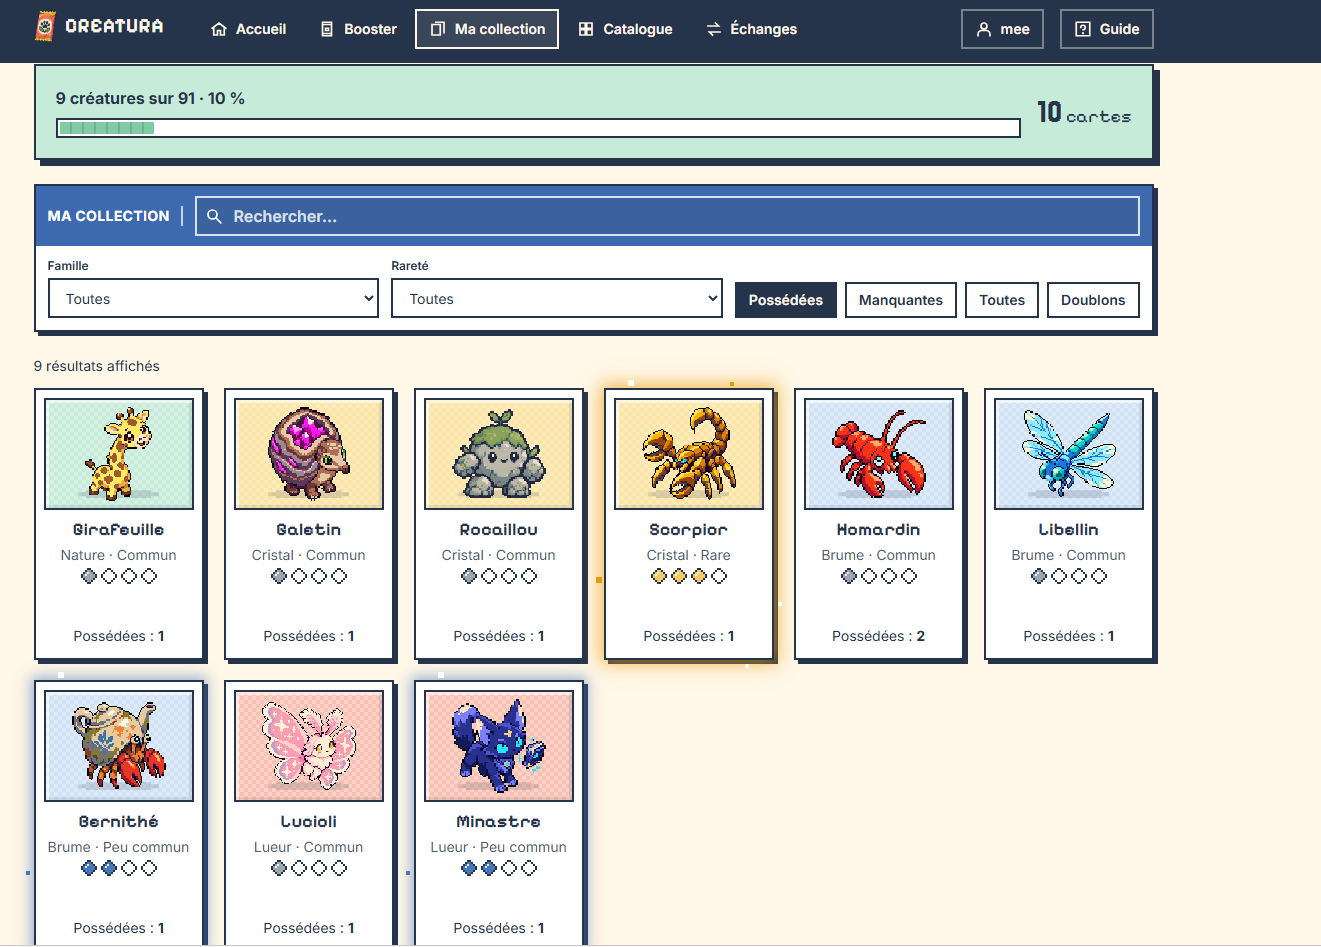 CREATURA
Accueil
Booster
Ma collection
Catalogue
Échanges
mee
Guide
9 créatures sur 91 · 10 %
10 cartes
MA COLLECTION
Rechercher...
Famille
Toutes
Rareté
Toutes
Possédées
Manquantes
Toutes
Doublons
9 résultats affichés
Girafeuille
Nature · Commun
Possédées : 1
Galetin
Cristal · Commun
Possédées : 1
Rocaillou
Cristal · Commun
Possédées : 1
Scorpior
Cristal · Rare
Possédées : 1
Homardin
Brume · Commun
Possédées : 2
Libellin
Brume · Commun
Possédées : 1
Bernithé
Brume · Peu commun
Possédées : 1
Lucioli
Lueur · Commun
Possédées : 1
Minastre
Lueur · Peu commun
Possédées : 1